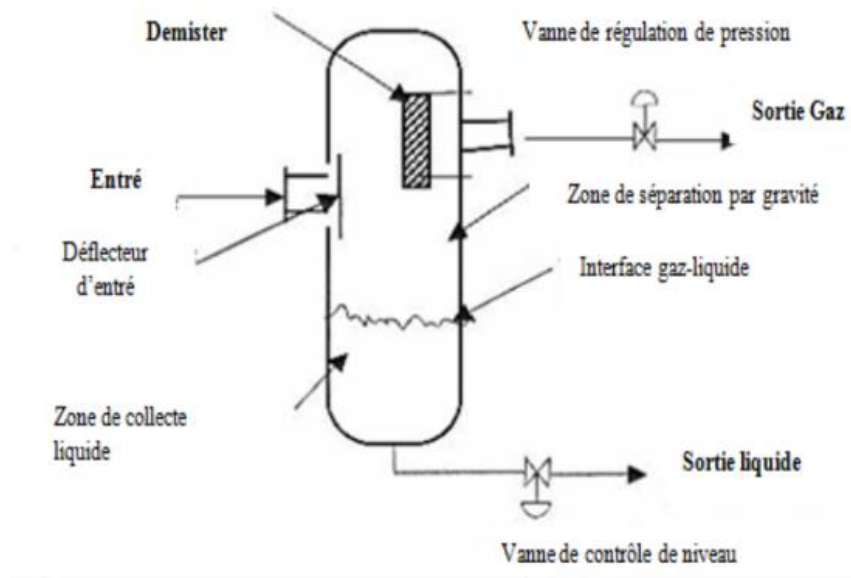 Demister
Vanne de régulation de pression
Sortie Gaz
Entré
Zone de séparation par gravité
Déflecteur
d'entré
Interface gaz-liquide
Zone de collecte
liquide
Sortie liquide
Vanne de contrôle de niveau